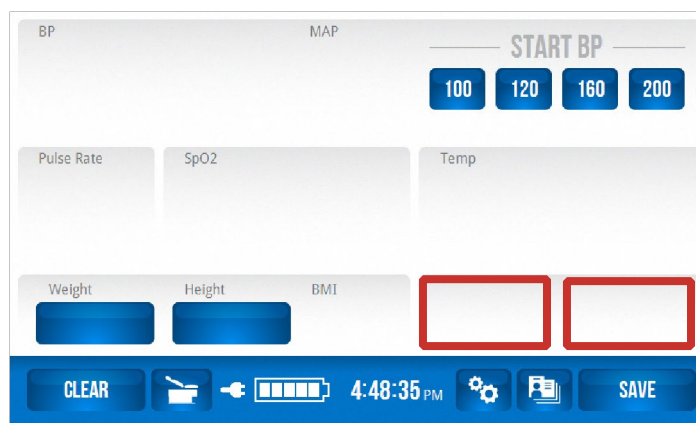 BP
MAP
START BP
100 120 160 200
Pulse Rate
SpO2
Temp
Weight
Height
BMI
CLEAR
4:48:35 PM
SAVE